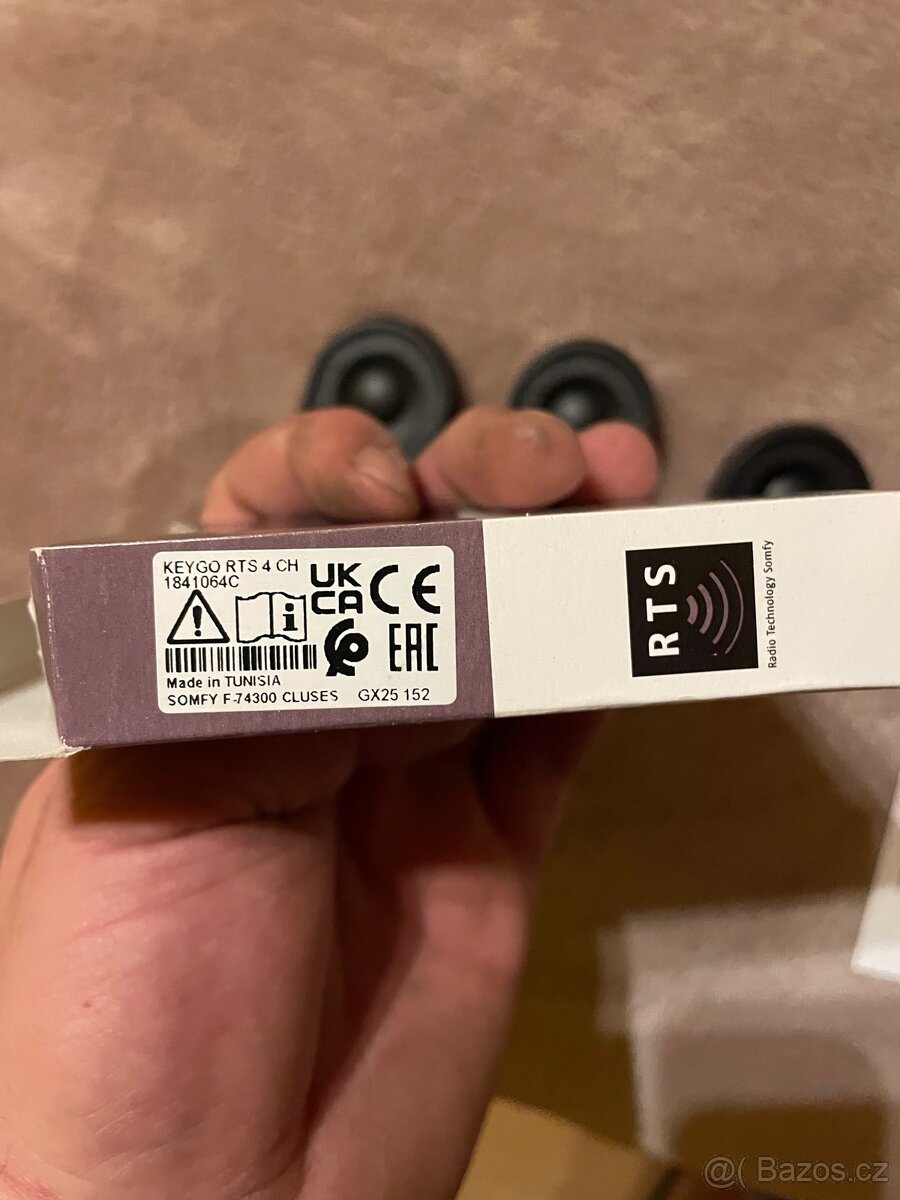 KEYGO RTS 4 CH
1841064C
UK
CA
CE
EAC
Made in TUNISIA
SOMFY F-74300 CLUSES GX25 152
RTS
Radio Technology Somfy
@( Bazos.cz